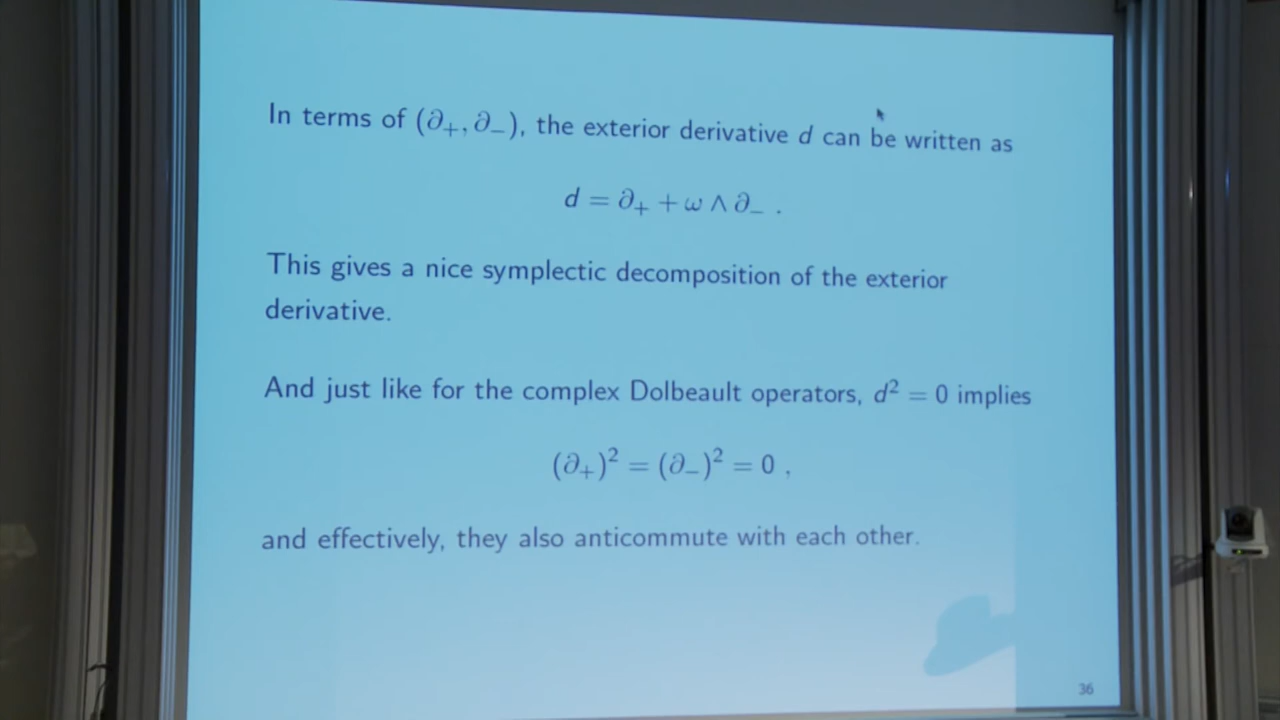 In terms of (∂₊, ∂₋), the exterior derivative d can be written as
d = ∂₊ + ω ∧ ∂₋ .
This gives a nice symplectic decomposition of the exterior
derivative.
And just like for the complex Dolbeault operators, d² = 0 implies
(∂₊)² = (∂₋)² = 0 ,
and effectively, they also anticommute with each other.
36